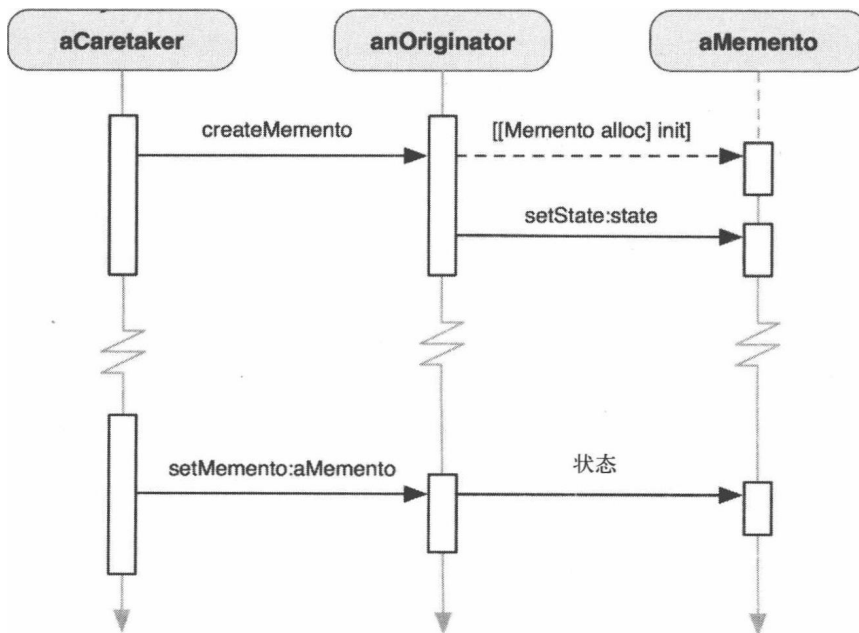 aCaretaker
anOriginator
aMemento
createMemento
[[Memento alloc] init]
setState:state
setMemento:aMemento
状态